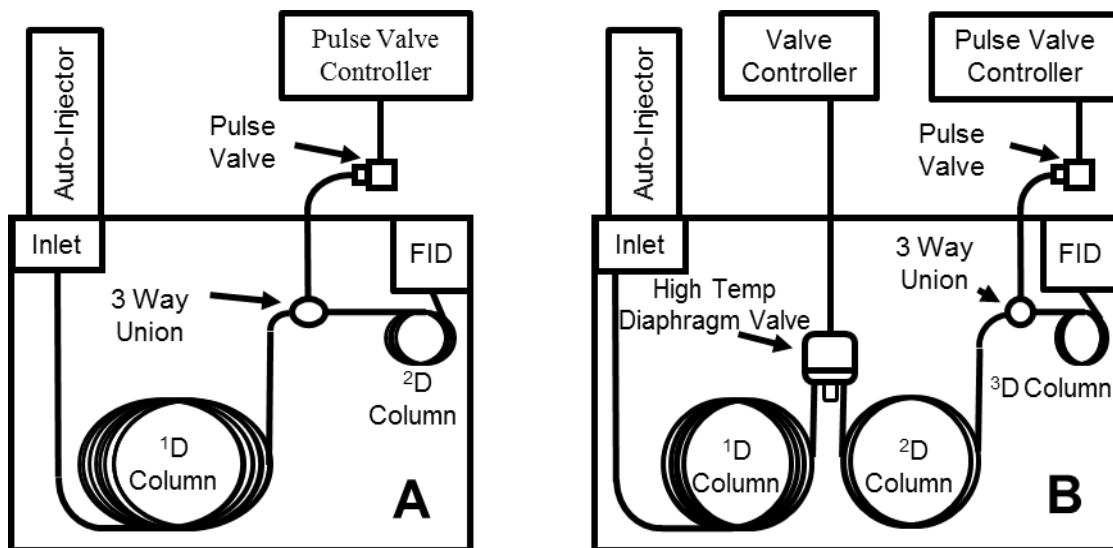 Auto-Injector
Pulse Valve
Controller
Pulse
Valve
Inlet
FID
3 Way
Union
²D
Column
¹D
Column
A
Auto-Injector
Valve
Controller
Pulse Valve
Controller
Pulse
Valve
Inlet
FID
3 Way
Union
High Temp
Diaphragm Valve
³D Column
¹D
Column
²D
Column
B